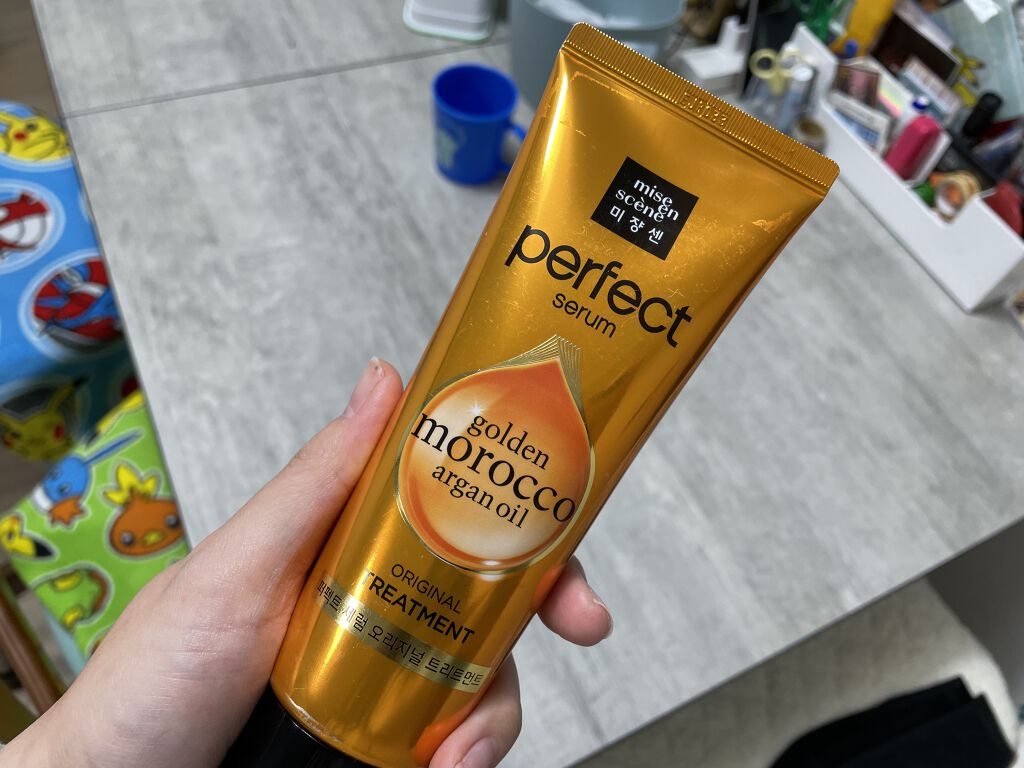 mise
en
scène
미쟝센
perfect
serum
golden
morocco
argan oil
ORIGINAL
TREATMENT
퍼펙트 세럼 오리지널 트리트먼트